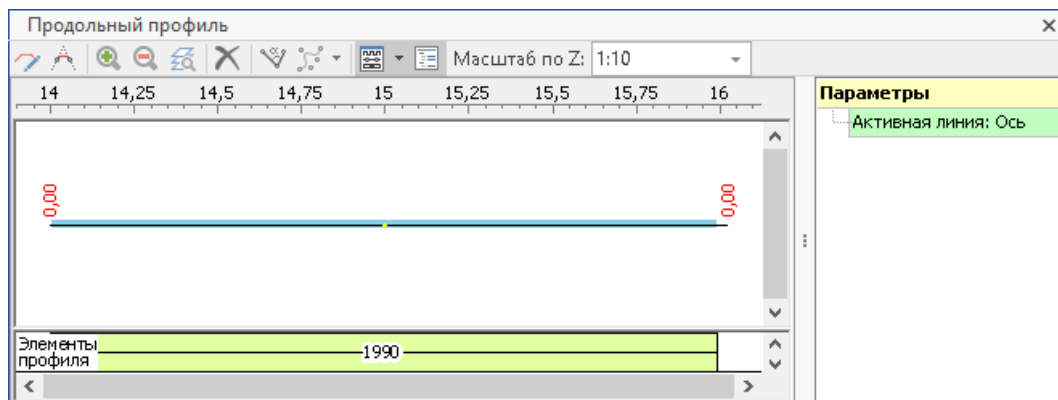 Продольный профиль
Масштаб по Z: 1:10
14 14,25 14,5 14,75 15 15,25 15,5 15,75 16
Параметры
Активная линия: Ось
0,00 0,00
Элементы
профиля
1990